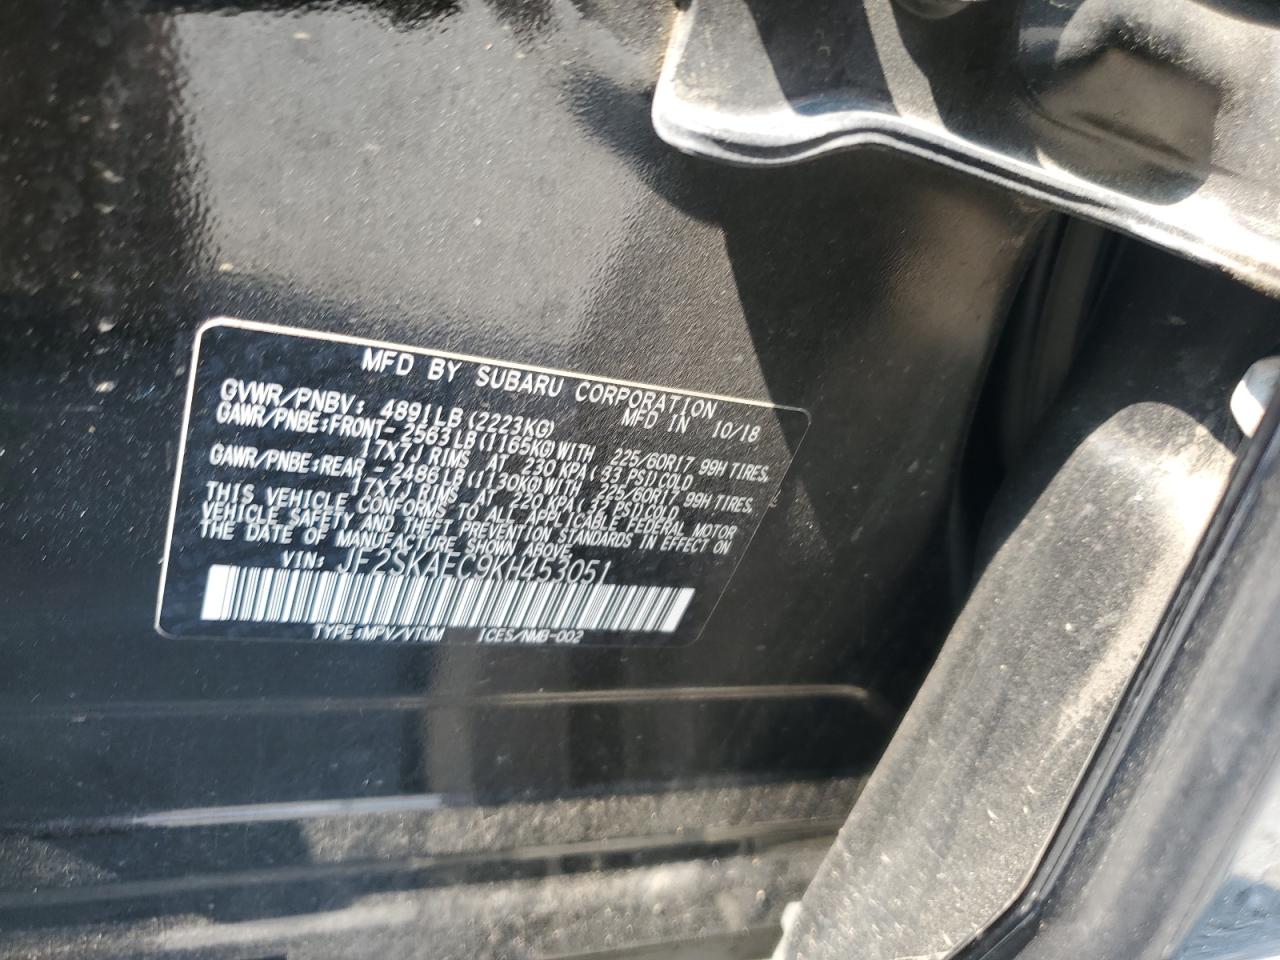 MFD BY SUBARU CORPORATION
GVWR/PNBV: 4891LB(2223KG) MFD IN 10/18
GAWR/PNBE:FRONT-2563LB(1165KG)WITH 225/60R17 99H TIRES,
17X7J RIMS AT 230 KPA(33 PSI)COLD
GAWR/PNBE:REAR -2486LB(1130KG)WITH 225/60R17 99H TIRES,
17X7J RIMS AT 220 KPA(32 PSI)COLD
THIS VEHICLE CONFORMS TO ALL APPLICABLE FEDERAL MOTOR
VEHICLE SAFETY AND THEFT PREVENTION STANDARDS IN EFFECT ON
THE DATE OF MANUFACTURE SHOWN ABOVE.
VIN: JF2SKAEC9KH453051
TYPE:MPV/VTUM ICES/NMB-002